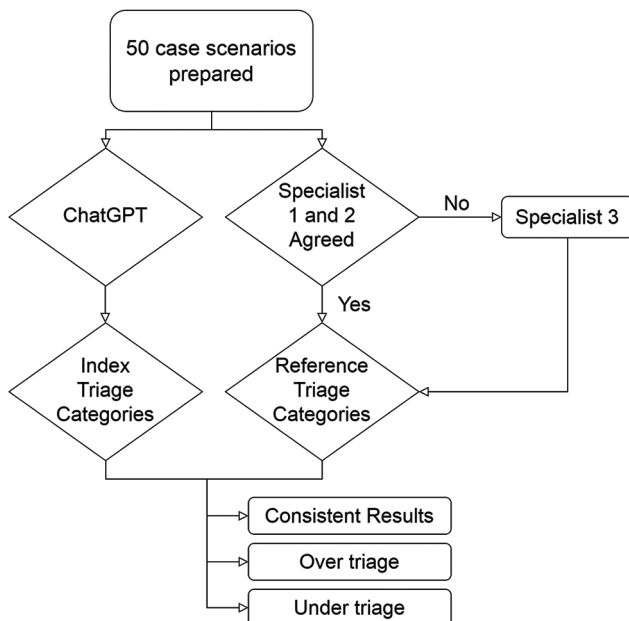 50 case scenarios
prepared
ChatGPT
Specialist
1 and 2
Agreed
No
Specialist 3
Yes
Index
Triage
Categories
Reference
Triage
Categories
Consistent Results
Over triage
Under triage